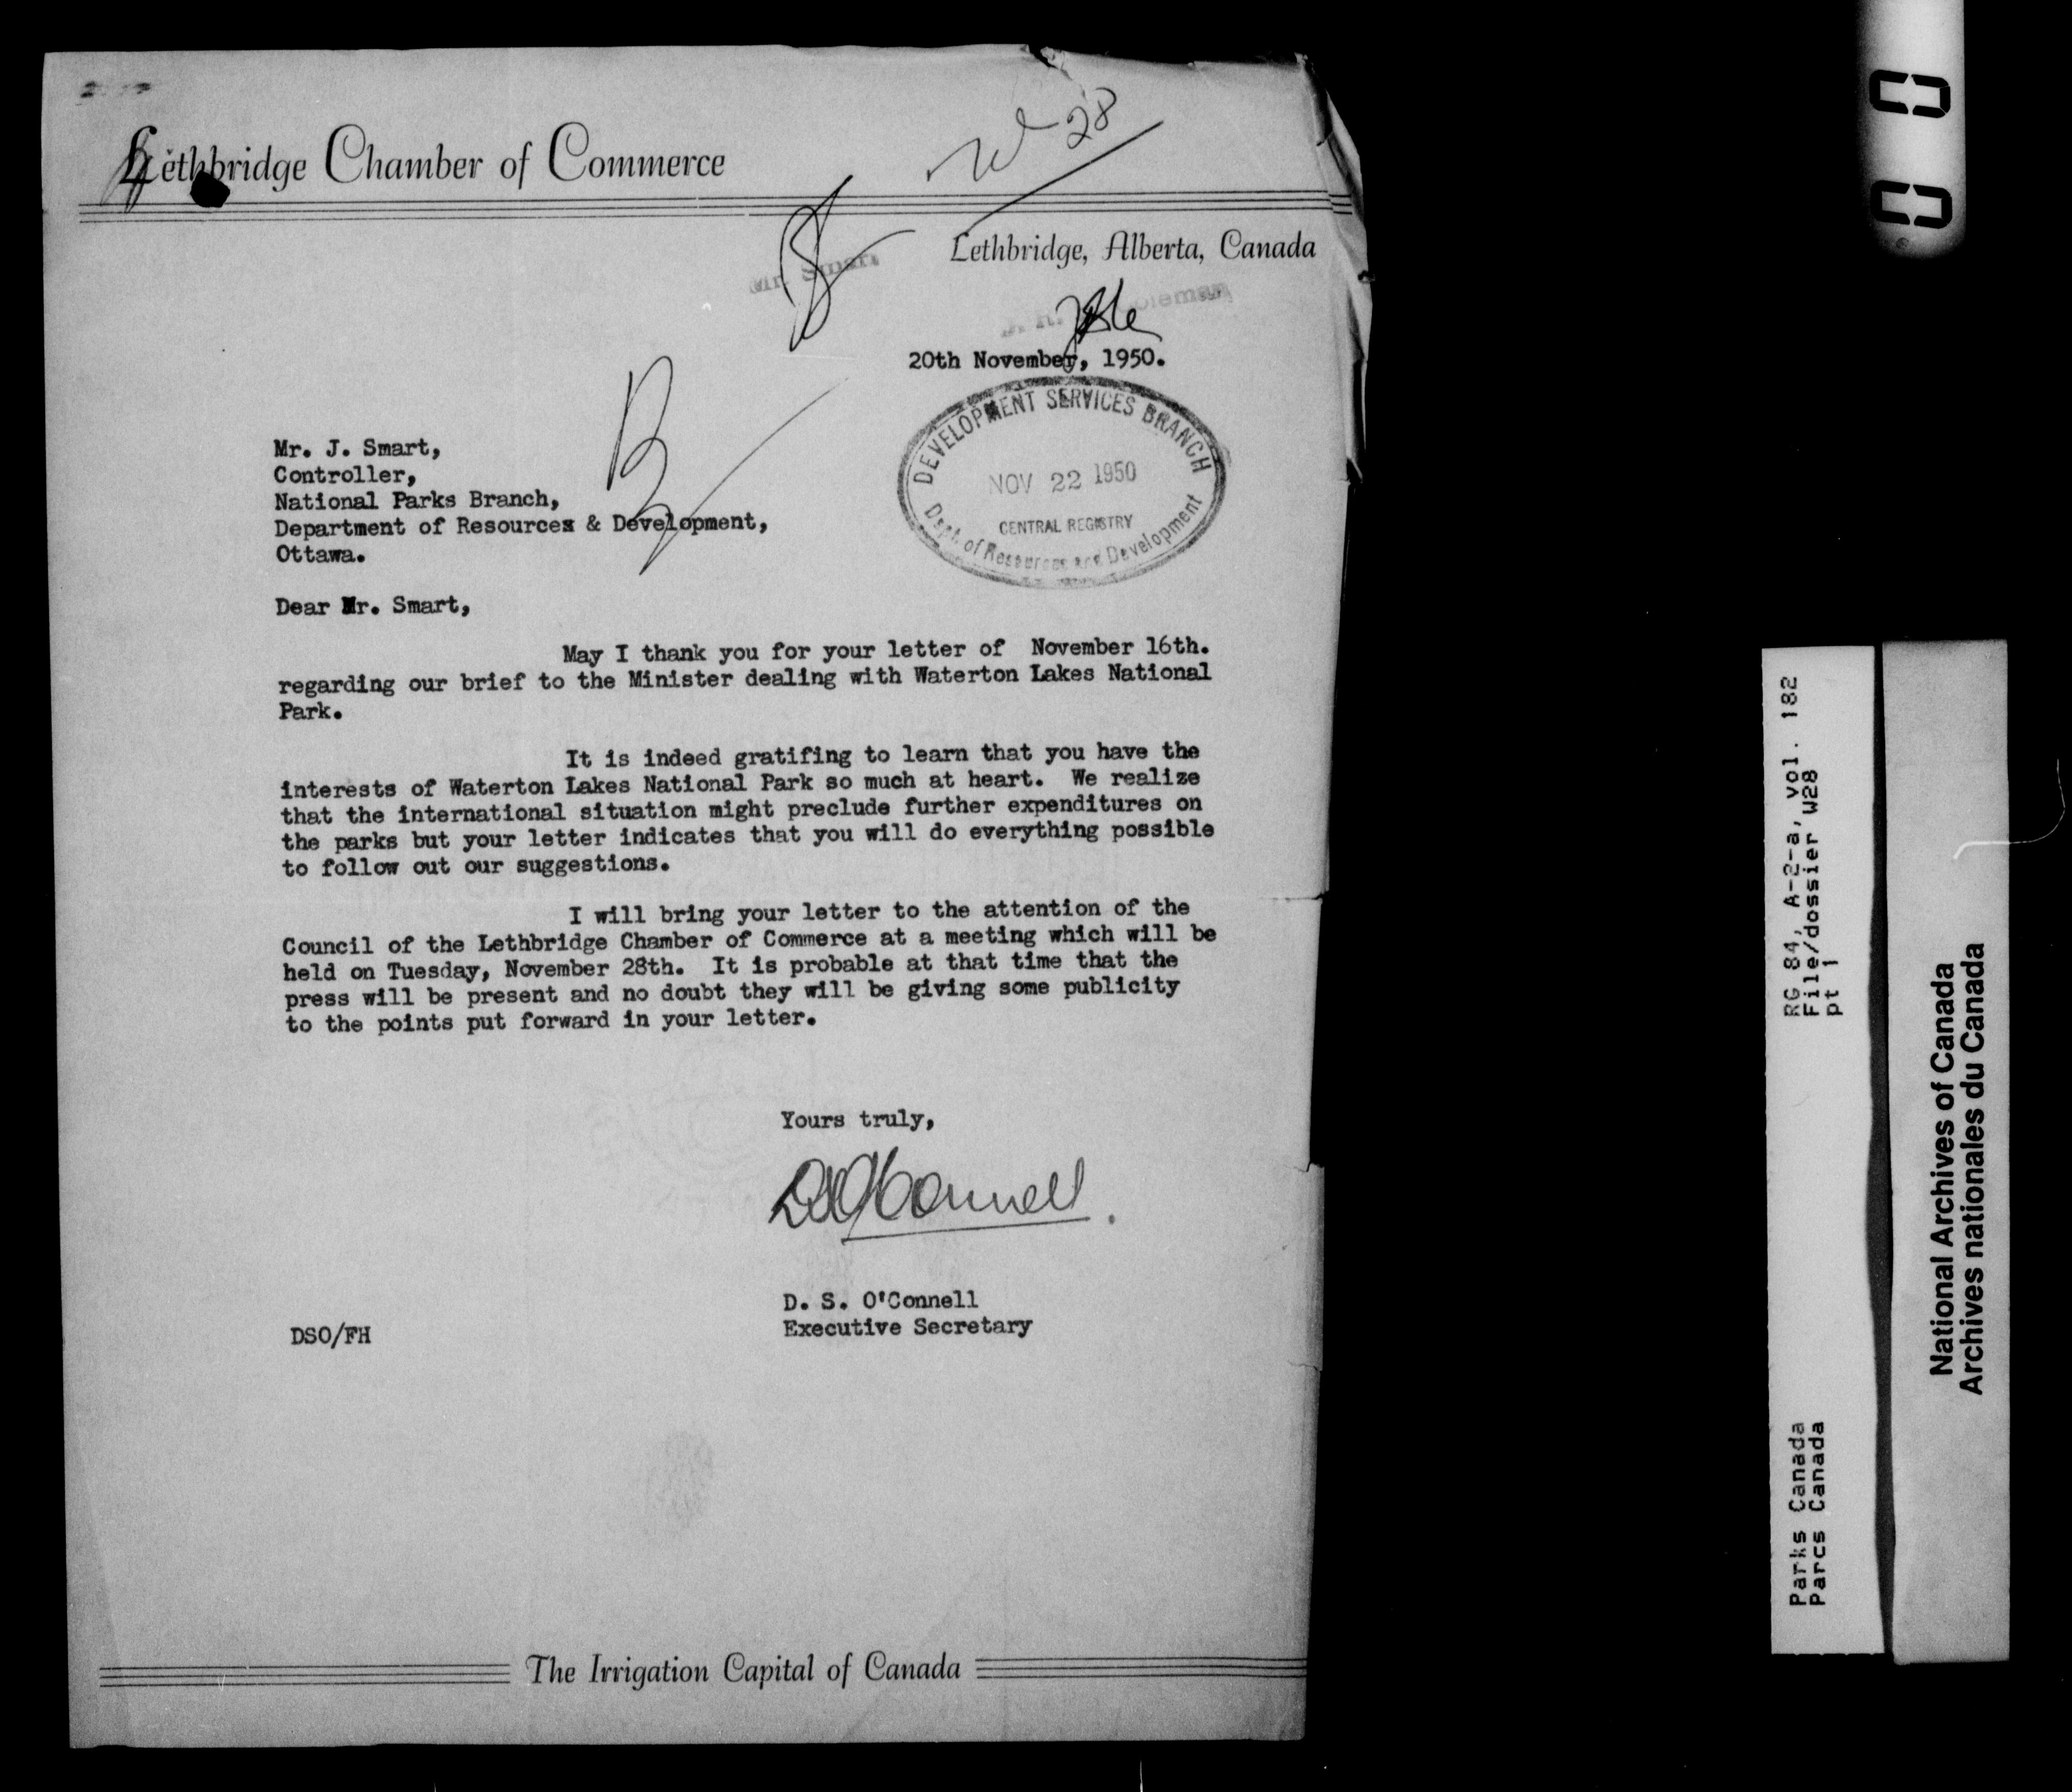 Lethbridge Chamber of Commerce
W 28
Lethbridge, Alberta, Canada
Mr. Smart
20th November, 1950.
DEVELOPMENT SERVICES BRANCH
NOV 22 1950
CENTRAL REGISTRY
Dept. of Resources and Development
Mr. J. Smart,
Controller,
National Parks Branch,
Department of Resources & Development,
Ottawa.
Dear Mr. Smart,
May I thank you for your letter of November 16th.
regarding our brief to the Minister dealing with Waterton Lakes National
Park.
It is indeed gratifing to learn that you have the
interests of Waterton Lakes National Park so much at heart. We realize
that the international situation might preclude further expenditures on
the parks but your letter indicates that you will do everything possible
to follow out our suggestions.
I will bring your letter to the attention of the
Council of the Lethbridge Chamber of Commerce at a meeting which will be
held on Tuesday, November 28th. It is probable at that time that the
press will be present and no doubt they will be giving some publicity
to the points put forward in your letter.
Yours truly,
DSO'Connell
D. S. O'Connell
Executive Secretary
DSO/FH
The Irrigation Capital of Canada
RG 84, A-2-a, vol. 182
File/dossier W28
pt 1
Parks Canada
Parcs Canada
National Archives of Canada
Archives nationales du Canada